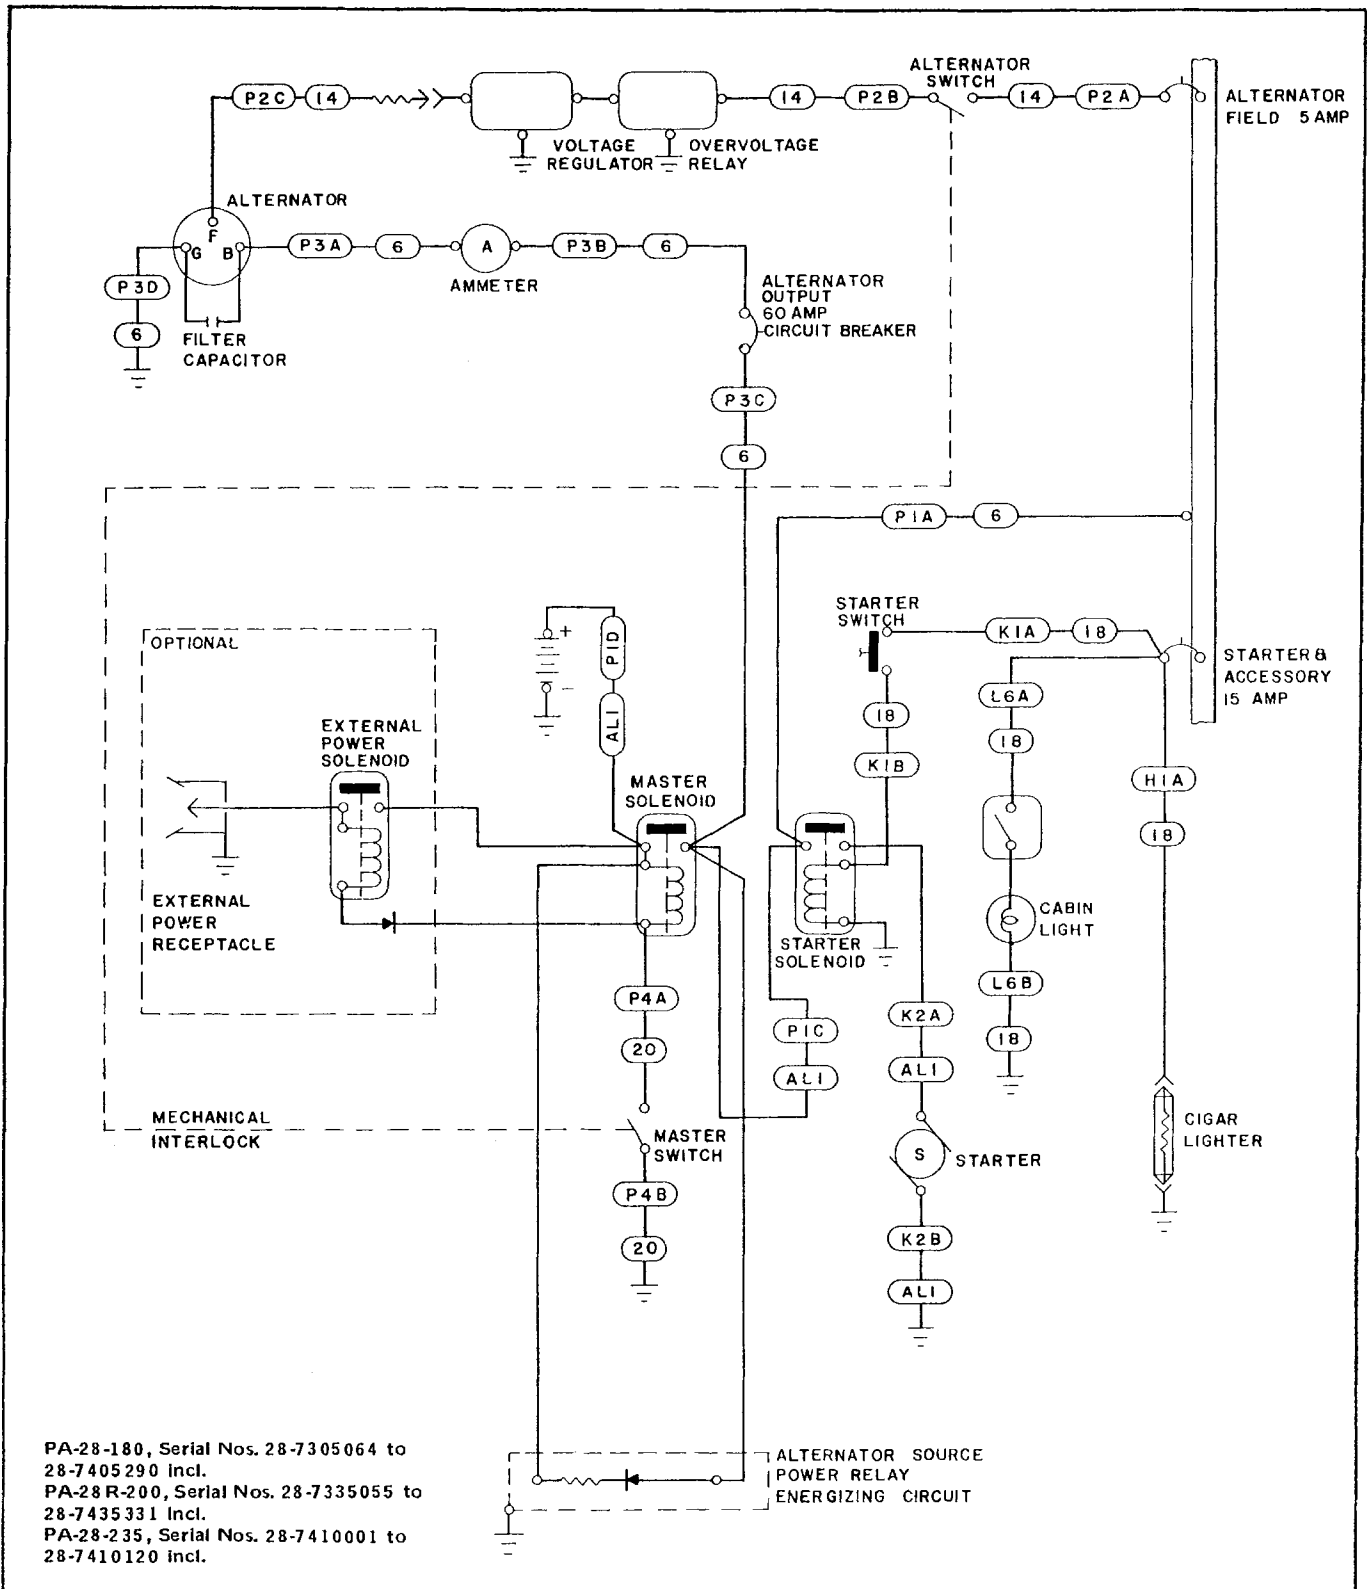 ALTERNATOR
SWITCH
P2C
14
14
P2B
14
P2A
ALTERNATOR
FIELD 5 AMP
VOLTAGE
REGULATOR
OVERVOLTAGE
RELAY
ALTERNATOR
F
G
B
P3A
6
A
P3B
6
AMMETER
P3D
6
FILTER
CAPACITOR
ALTERNATOR
OUTPUT
60 AMP
CIRCUIT BREAKER
P3C
6
P1A
6
STARTER
SWITCH
K1A
18
STARTER &
ACCESSORY
15 AMP
OPTIONAL
+
-
P1D
AL1
L6A
18
18
K1B
EXTERNAL
POWER
SOLENOID
MASTER
SOLENOID
H1A
18
EXTERNAL
POWER
RECEPTACLE
STARTER
SOLENOID
CABIN
LIGHT
L6B
18
P4A
20
P1C
AL1
K2A
AL1
MECHANICAL
INTERLOCK
MASTER
SWITCH
S
STARTER
CIGAR
LIGHTER
P4B
20
K2B
AL1
ALTERNATOR SOURCE
POWER RELAY
ENERGIZING CIRCUIT
PA-28-180, Serial Nos. 28-7305064 to
28-7405290 incl.
PA-28R-200, Serial Nos. 28-7335055 to
28-7435331 Incl.
PA-28-235, Serial Nos. 28-7410001 to
28-7410120 incl.